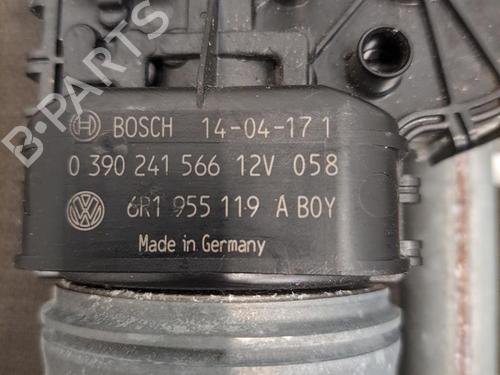 B-PARTS
BOSCH 14-04-17 1
0 390 241 566 12V 058
6R1 955 119 A BOY
Made in Germany